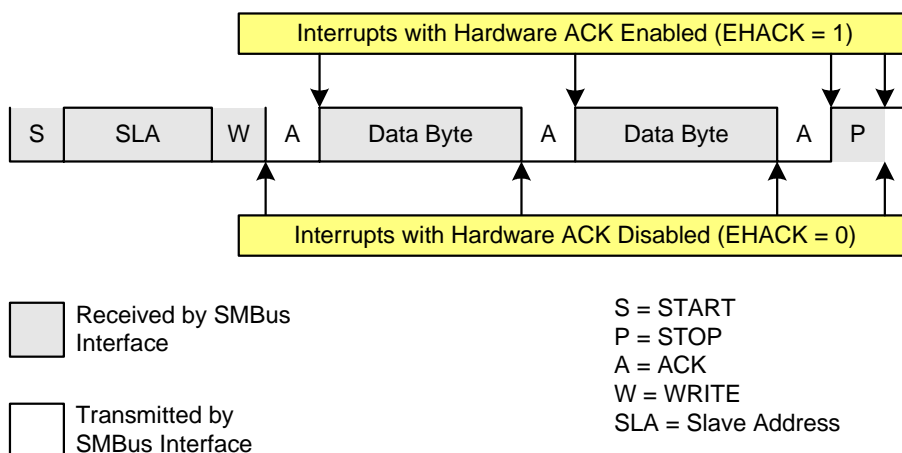 Interrupts with Hardware ACK Enabled (EHACK = 1)
S SLA W A Data Byte A Data Byte A P
Interrupts with Hardware ACK Disabled (EHACK = 0)
Received by SMBus
Interface
Transmitted by
SMBus Interface
S = START
P = STOP
A = ACK
W = WRITE
SLA = Slave Address